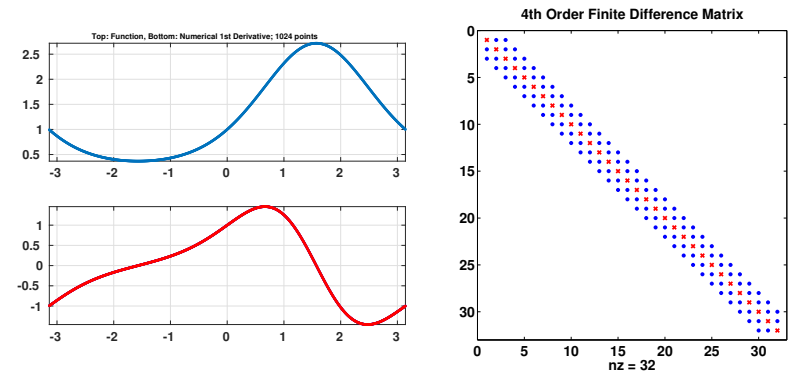 Top: Function, Bottom: Numerical 1st Derivative; 1024 points
2.5
2
1.5
1
0.5
-3 -2 -1 0 1 2 3
1
0.5
0
-0.5
-1
-3 -2 -1 0 1 2 3
4th Order Finite Difference Matrix
0
5
10
15
20
25
30
0 5 10 15 20 25 30
nz = 32